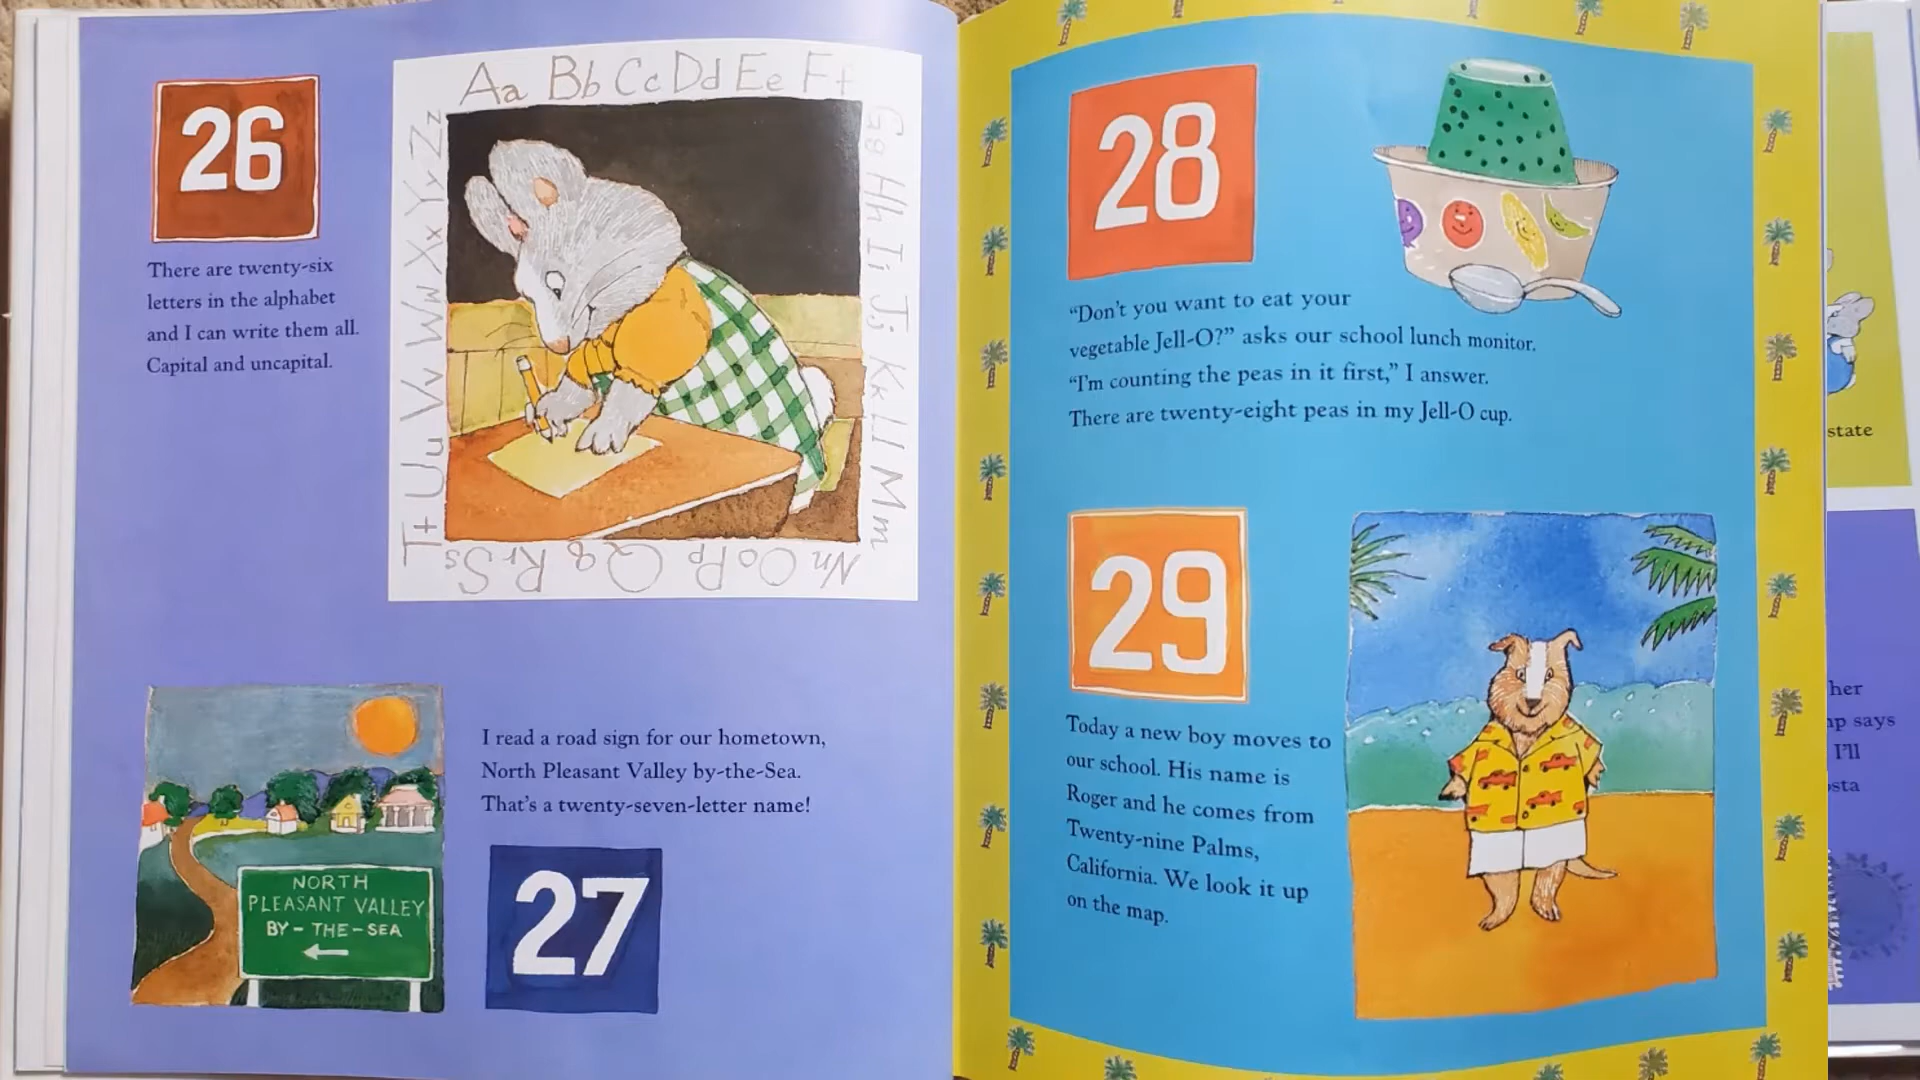 26
There are twenty-six
letters in the alphabet
and I can write them all.
Capital and uncapital.
Aa Bb Cc Dd Ee Ff
Gg Hh Ii Jj Kk Ll Mm
Nn Oo Pp Qq Rr Ss
Tt Uu Vv Ww Xx Yy Zz
I read a road sign for our hometown,
North Pleasant Valley by-the-Sea.
That's a twenty-seven-letter name!
NORTH
PLEASANT VALLEY
BY-THE-SEA
27
28
“Don't you want to eat your
vegetable Jell-O?” asks our school lunch monitor.
“I'm counting the peas in it first,” I answer.
There are twenty-eight peas in my Jell-O cup.
29
Today a new boy moves to
our school. His name is
Roger and he comes from
Twenty-nine Palms,
California. We look it up
on the map.
state
her
says
I'll